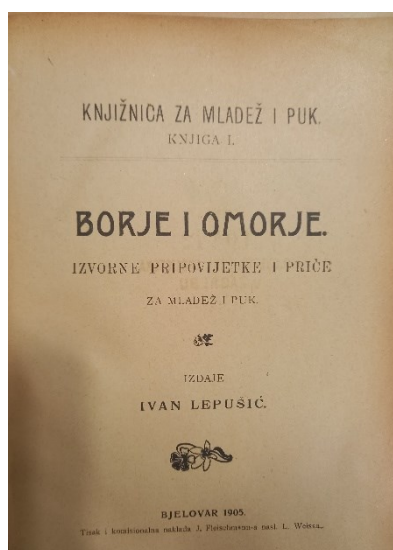 KNJIŽNICA ZA MLADEŽ I PUK.
KNJIGA I.
BORJE I OMORJE.
IZVORNE PRIPOVIJETKE I PRIČE
ZA MLADEŽ I PUK.
IZDAJE
IVAN LEPUŠIĆ.
BJELOVAR 1905.
Tisak i komisionalna naklada J. Fleischmann-a nasl. L. Weissa.